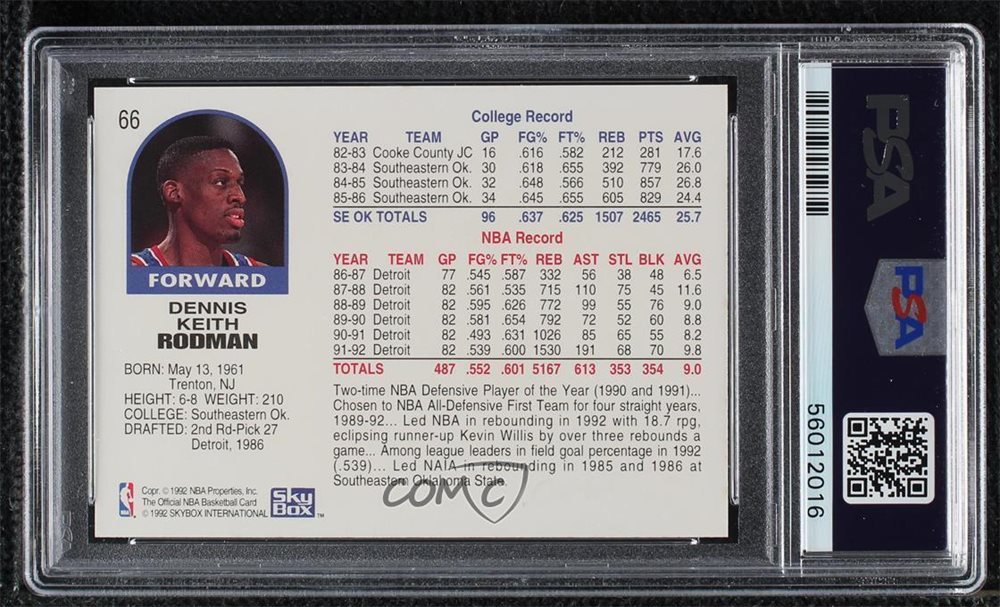 66
FORWARD
DENNIS
KEITH
RODMAN
BORN: May 13, 1961
Trenton, NJ
HEIGHT: 6-8 WEIGHT: 210
COLLEGE: Southeastern Ok.
DRAFTED: 2nd Rd-Pick 27
Detroit, 1986
NBA
Copr. © 1992 NBA Properties, Inc.
The Official NBA Basketball Card
© 1992 SKYBOX INTERNATIONAL
Sky
Box ™
College Record
YEAR TEAM GP FG% FT% REB PTS AVG
82-83 Cooke County JC 16 .616 .582 212 281 17.6
83-84 Southeastern Ok. 30 .618 .655 392 779 26.0
84-85 Southeastern Ok. 32 .648 .566 510 857 26.8
85-86 Southeastern Ok. 34 .645 .655 605 829 24.4
SE OK TOTALS 96 .637 .625 1507 2465 25.7
NBA Record
YEAR TEAM GP FG% FT% REB AST STL BLK AVG
86-87 Detroit 77 .545 .587 332 56 38 48 6.5
87-88 Detroit 82 .561 .535 715 110 75 45 11.6
88-89 Detroit 82 .595 .626 772 99 55 76 9.0
89-90 Detroit 82 .581 .654 792 72 52 60 8.8
90-91 Detroit 82 .493 .631 1026 85 65 55 8.2
91-92 Detroit 82 .539 .600 1530 191 68 70 9.8
TOTALS 487 .552 .601 5167 613 353 354 9.0
Two-time NBA Defensive Player of the Year (1990 and 1991)...
Chosen to NBA All-Defensive First Team for four straight years,
1989-92... Led NBA in rebounding in 1992 with 18.7 rpg,
eclipsing runner-up Kevin Willis by over three rebounds a
game... Among league leaders in field goal percentage in 1992
(.539)... Led NAIA in rebounding in 1985 and 1986 at
Southeastern Oklahoma State.
COMC
PSA
PSA
56012016